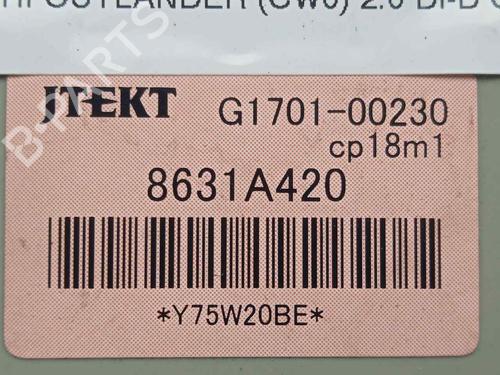 OUTLANDER (CW0) 2.0 DI-D
JTEKT G1701-00230
cp18m1
8631A420
*Y75W20BE*
B-PARTS